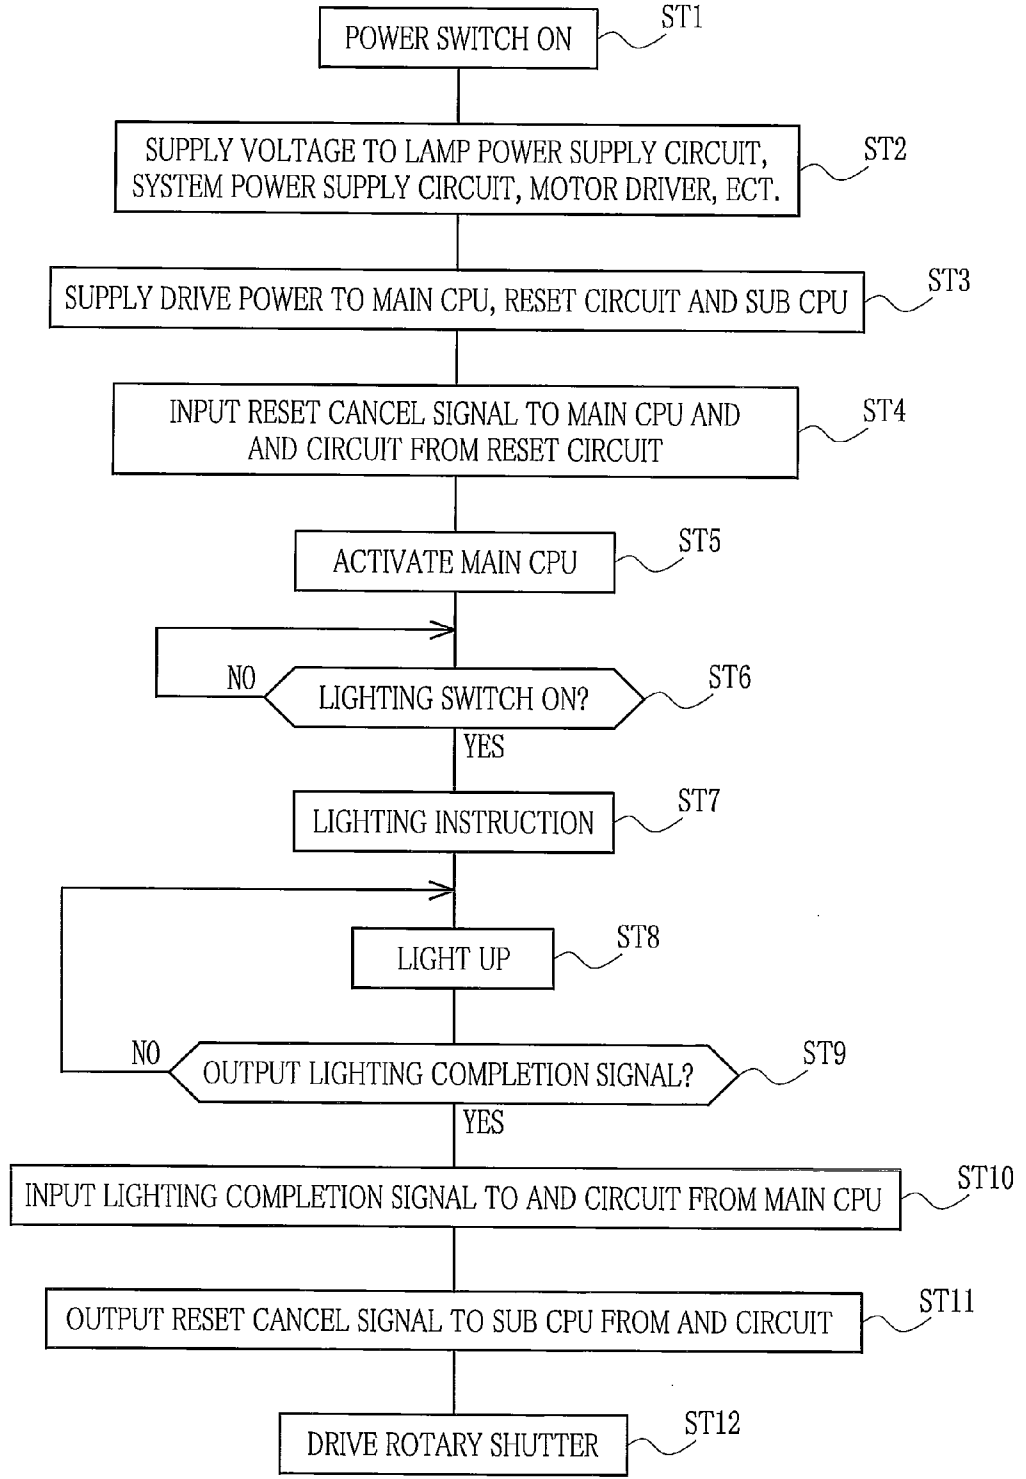 POWER SWITCH ON
ST1
SUPPLY VOLTAGE TO LAMP POWER SUPPLY CIRCUIT,
SYSTEM POWER SUPPLY CIRCUIT, MOTOR DRIVER, ECT.
ST2
SUPPLY DRIVE POWER TO MAIN CPU, RESET CIRCUIT AND SUB CPU
ST3
INPUT RESET CANCEL SIGNAL TO MAIN CPU AND
AND CIRCUIT FROM RESET CIRCUIT
ST4
ACTIVATE MAIN CPU
ST5
NO
LIGHTING SWITCH ON?
ST6
YES
LIGHTING INSTRUCTION
ST7
LIGHT UP
ST8
NO
OUTPUT LIGHTING COMPLETION SIGNAL?
ST9
YES
INPUT LIGHTING COMPLETION SIGNAL TO AND CIRCUIT FROM MAIN CPU
ST10
OUTPUT RESET CANCEL SIGNAL TO SUB CPU FROM AND CIRCUIT
ST11
DRIVE ROTARY SHUTTER
ST12